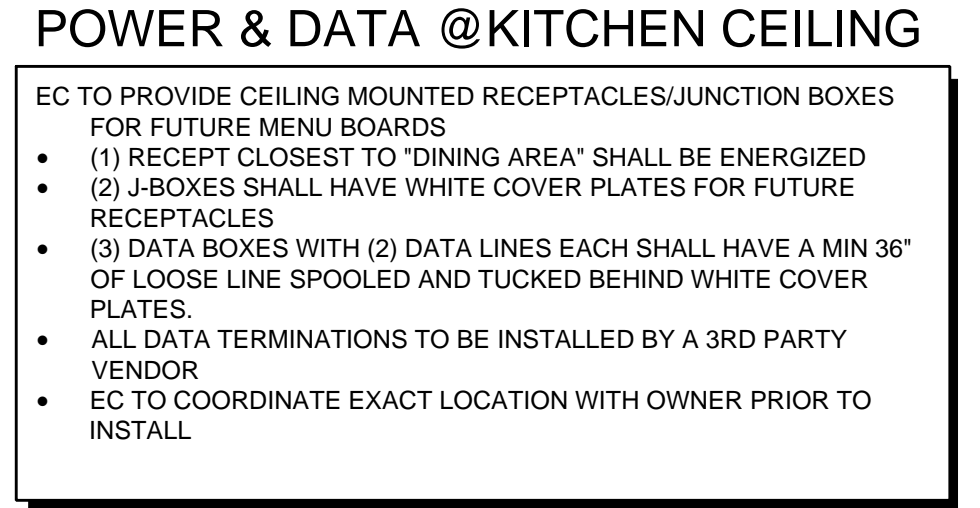 POWER & DATA @KITCHEN CEILING
EC TO PROVIDE CEILING MOUNTED RECEPTACLES/JUNCTION BOXES
FOR FUTURE MENU BOARDS
• (1) RECEPT CLOSEST TO "DINING AREA" SHALL BE ENERGIZED
• (2) J-BOXES SHALL HAVE WHITE COVER PLATES FOR FUTURE
RECEPTACLES
• (3) DATA BOXES WITH (2) DATA LINES EACH SHALL HAVE A MIN 36"
OF LOOSE LINE SPOOLED AND TUCKED BEHIND WHITE COVER
PLATES.
• ALL DATA TERMINATIONS TO BE INSTALLED BY A 3RD PARTY
VENDOR
• EC TO COORDINATE EXACT LOCATION WITH OWNER PRIOR TO
INSTALL